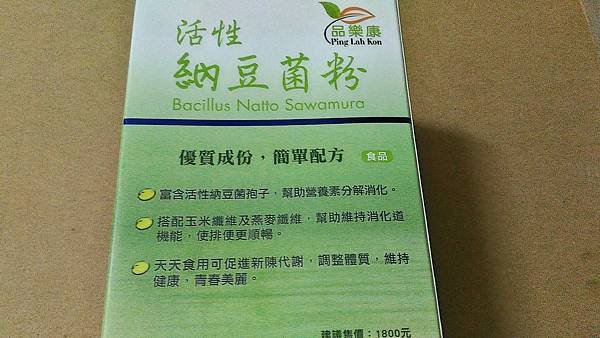 品樂康
Ping Lah Kon
活性
納豆菌粉
Bacillus Natto Sawamura
優質成份，簡單配方 食品
富含活性納豆菌孢子，幫助營養素分解消化。
搭配玉米纖維及燕麥纖維，幫助維持消化道
機能，使排便更順暢。
天天食用可促進新陳代謝，調整體質，維持
健康，青春美麗。
建議售價：1800元